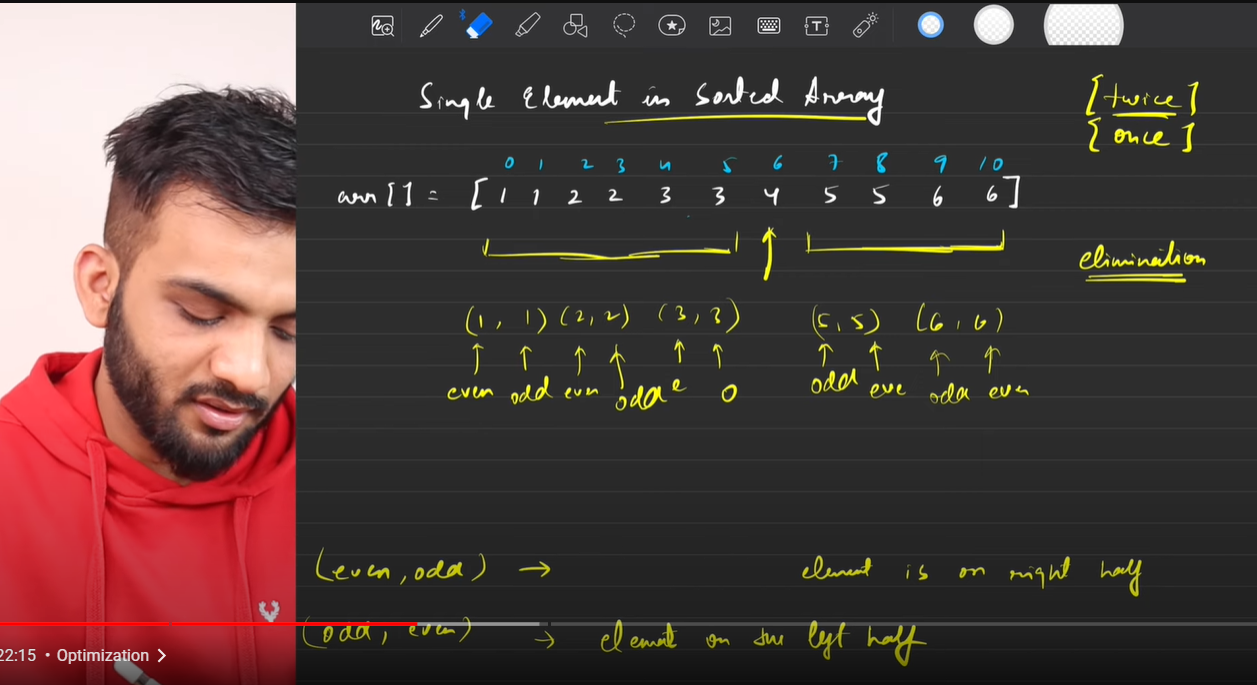 Single Element in Sorted Array
[twice]
[once]
0 1 2 3 4 5 6 7 8 9 10
arr[] = [ 1 1 2 2 3 3 4 5 5 6 6 ]
elimination
(1, 1) (2, 2) (3, 3) (5, 5) (6, 6)
even odd even odd e o odd eve odd even
(even, odd) → element is on right half
(odd, even) → element on the left half
22:15 • Optimization >